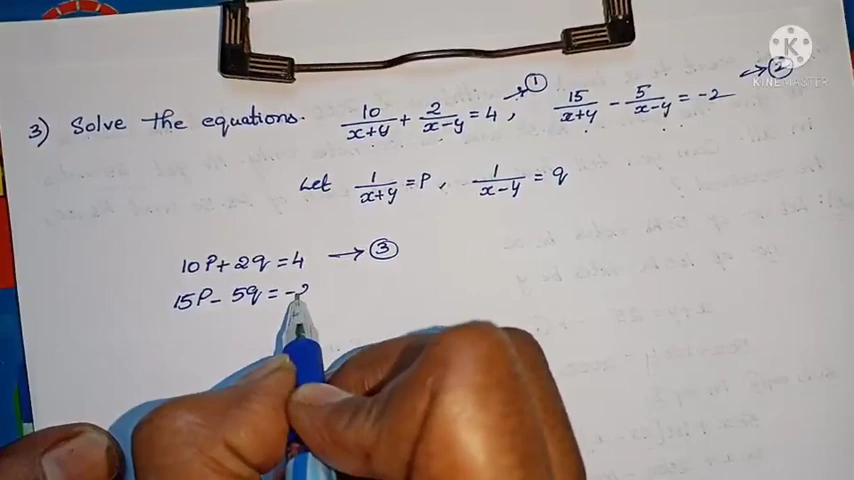 K
KINEMASTER
3) Solve the equations. 10/x+y + 2/x-y = 4 → ①, 15/x+y - 5/x-y = -2 → ②
Let 1/x+y = P, 1/x-y = q
10P + 2q = 4 → ③
15P - 5q = -2